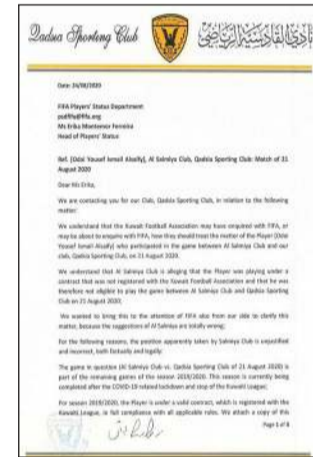 Qadsia Sporting Club
نادي القادسية الرياضي
Date: 24/08/2020
FIFA Players' Status Department
psdfifa@fifa.org
Ms Erika Montemor Ferreira
Head of Players' Status
Ref. [Odai Yousef Ismail Alsaify], Al Salmiya Club, Qadsia Sporting Club: Match of 21
August 2020
Dear Ms Erika,
We are contacting you for our Club, Qadsia Sporting Club, in relation to the following
matter:
We understand that the Kuwait Football Association may have enquired with FIFA, or
may be about to enquire with FIFA, how they should treat the matter of the Player [Odai
Yousef Ismail Alsaify] who participated in the game between Al Salmiya Club and our
club, Qadsia Sporting Club, on 21 August 2020.
We understand that Al Salmiya Club is alleging that the Player was playing under a
contract that was not registered with the Kuwait Football Association and that he was
therefore not eligible to play the game between Al Salmiya Club and Qadsia Sporting
Club on 21 August 2020;
We wanted to bring this to the attention of FIFA also from our side to clarify this
matter, because the suggestions of Al Salmiya are totally wrong;
For the following reasons, the position apparently taken by Salmiya Club is unjustified
and incorrect, both factually and legally:
The game in question (Al Salmiya Club vs. Qadsia Sporting Club of 21 August 2020) is
part of the remaining games of the season 2019/2020. This season is currently being
completed after the COVID-19 related lockdown and stop of the Kuwaiti League;
For season 2019/2020, the Player is under a valid contract, which is registered with the
Kuwaiti League, in full compliance with all applicable rules. We attach a copy of this